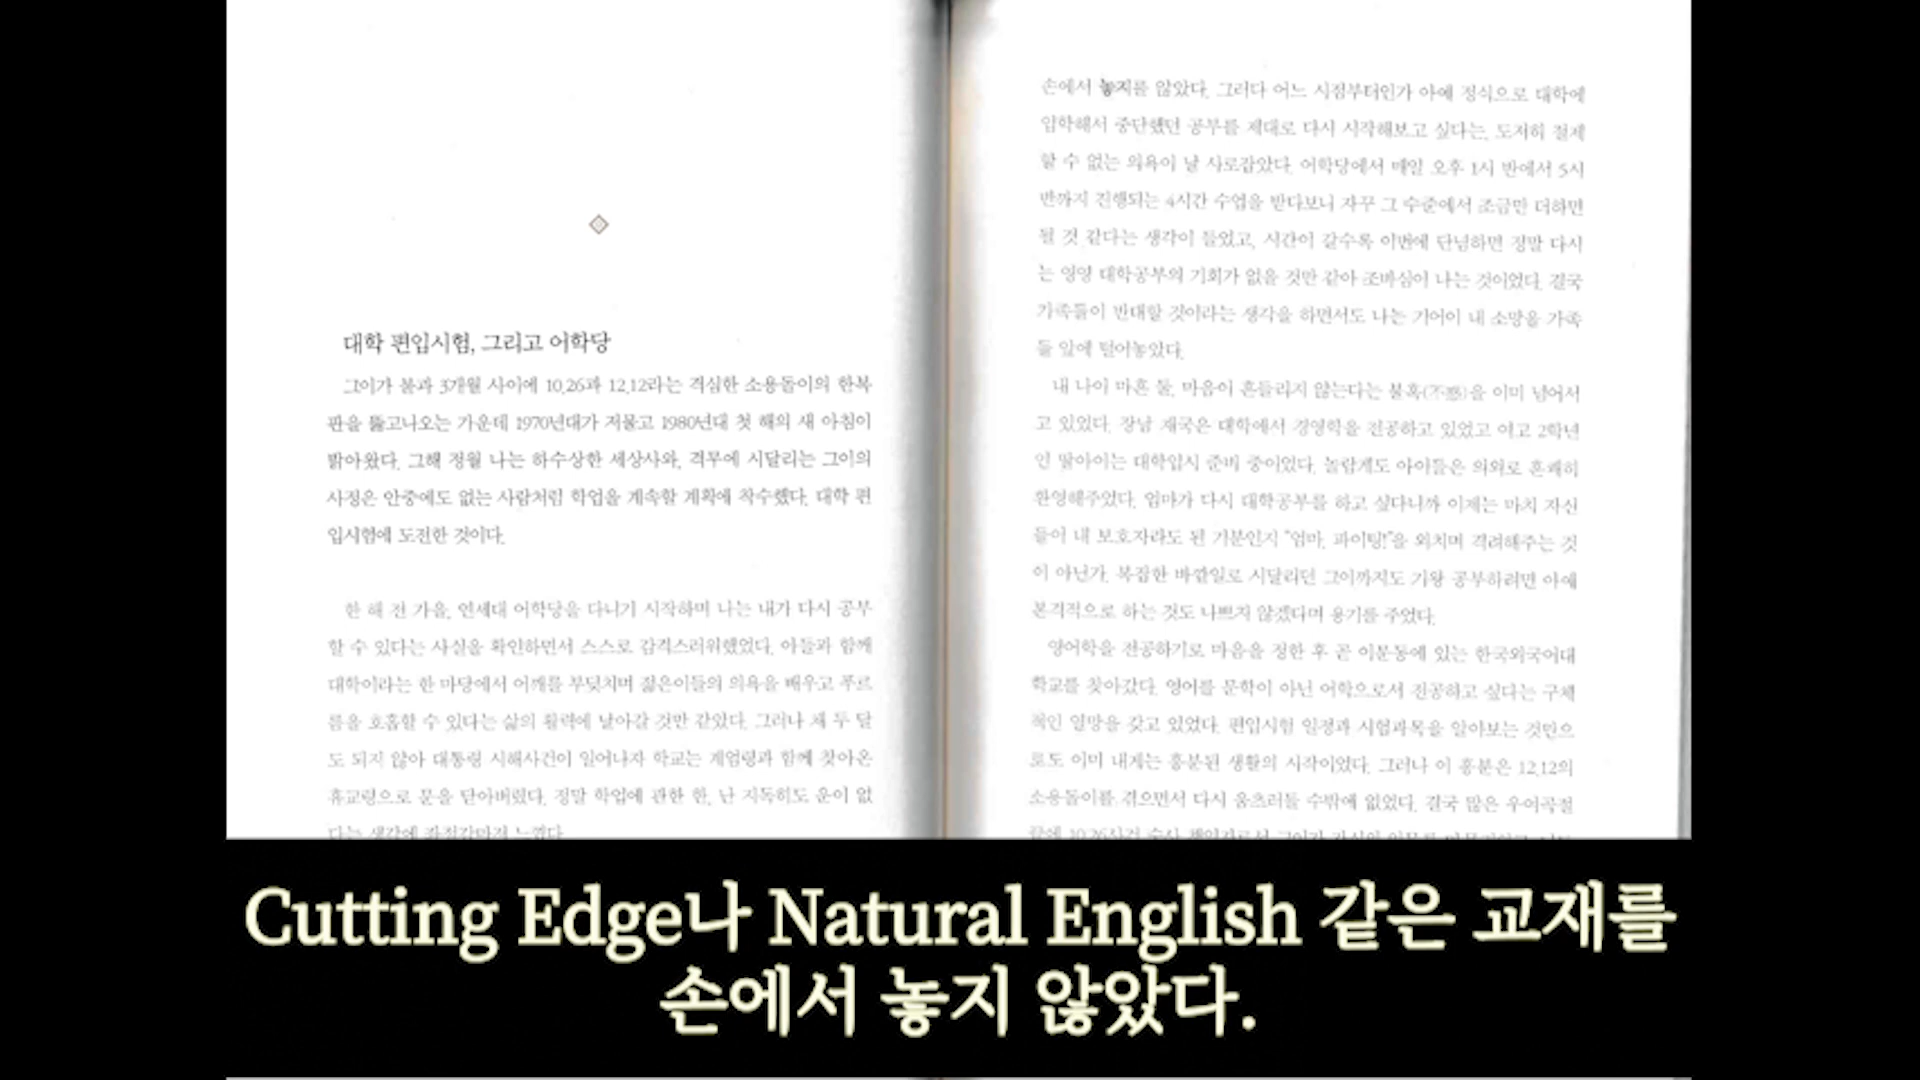 대학 편입시험, 그리고 어학당
그이가 불과 3개월 사이에 10.26과 12.12라는 격심한 소용돌이의 한복
판을 뚫고나오는 가운데 1970년대가 저물고 1980년대 첫 해의 새 아침이
밝아왔다. 그해 정월 나는 하수상한 세상사와, 격무에 시달리는 그이의
사정은 안중에도 없는 사람처럼 학업을 계속할 계획에 착수했다. 대학 편
입시험에 도전한 것이다.
한 해 전 가을, 연세대 어학당을 다니기 시작하며 나는 내가 다시 공부
할 수 있다는 사실을 확인하면서 스스로 감격스러워했었다. 아들과 함께
대학이라는 한 마당에서 어깨를 부딪치며 젊은이들의 의욕을 배우고 푸르
름을 호흡할 수 있다는 삶의 활력에 날아갈 것만 같았다. 그러나 채 두 달
도 되지 않아 대통령 시해사건이 일어나자 학교는 계엄령과 함께 찾아온
휴교령으로 문을 닫아버렸다. 정말 학업에 관한 한, 난 지독히도 운이 없
다는 생각에 좌절감마저 느꼈다.
손에서 놓지를 않았다. 그러다 어느 시점부터인가 아예 정식으로 대학에
입학해서 중단했던 공부를 제대로 다시 시작해보고 싶다는, 도저히 절제
할 수 없는 의욕이 날 사로잡았다. 어학당에서 매일 오후 1시 반에서 5시
반까지 진행되는 4시간 수업을 받다보니 자꾸 그 수준에서 조금만 더하면
될 것 같다는 생각이 들었고, 시간이 갈수록 이번에 단념하면 정말 다시
는 영영 대학공부의 기회가 없을 것만 같아 조바심이 나는 것이었다. 결국
가족들이 반대할 것이라는 생각을 하면서도 나는 기어이 내 소망을 가족
들 앞에 털어놓았다.
내 나이 마흔 둘, 마음이 흔들리지 않는다는 불혹(不惑)을 이미 넘어서
고 있었다. 장남 재국은 대학에서 경영학을 전공하고 있었고 여고 2학년
인 딸아이는 대학입시 준비 중이었다. 놀랍게도 아이들은 의외로 흔쾌히
환영해주었다. 엄마가 다시 대학공부를 하고 싶다니까 이제는 마치 자신
들이 내 보호자라도 된 기분인지 "엄마, 파이팅!"을 외치며 격려해주는 것
이 아닌가. 복잡한 바깥일로 시달리던 그이까지도 기왕 공부하려면 아예
본격적으로 하는 것도 나쁘지 않겠다며 용기를 주었다.
영어학을 전공하기로 마음을 정한 후 곧 이문동에 있는 한국외국어대
학교를 찾아갔다. 영어를 문학이 아닌 어학으로서 전공하고 싶다는 구체
적인 열망을 갖고 있었다. 편입시험 일정과 시험과목을 알아보는 것만으
로도 이미 내게는 흥분된 생활의 시작이었다. 그러나 이 흥분은 12.12의
소용돌이를 겪으면서 다시 움츠러들 수밖에 없었다. 결국 많은 우여곡절
끝에 10.26사건 수사 책임자로서 그이가
Cutting Edge나 Natural English 같은 교재를
손에서 놓지 않았다.